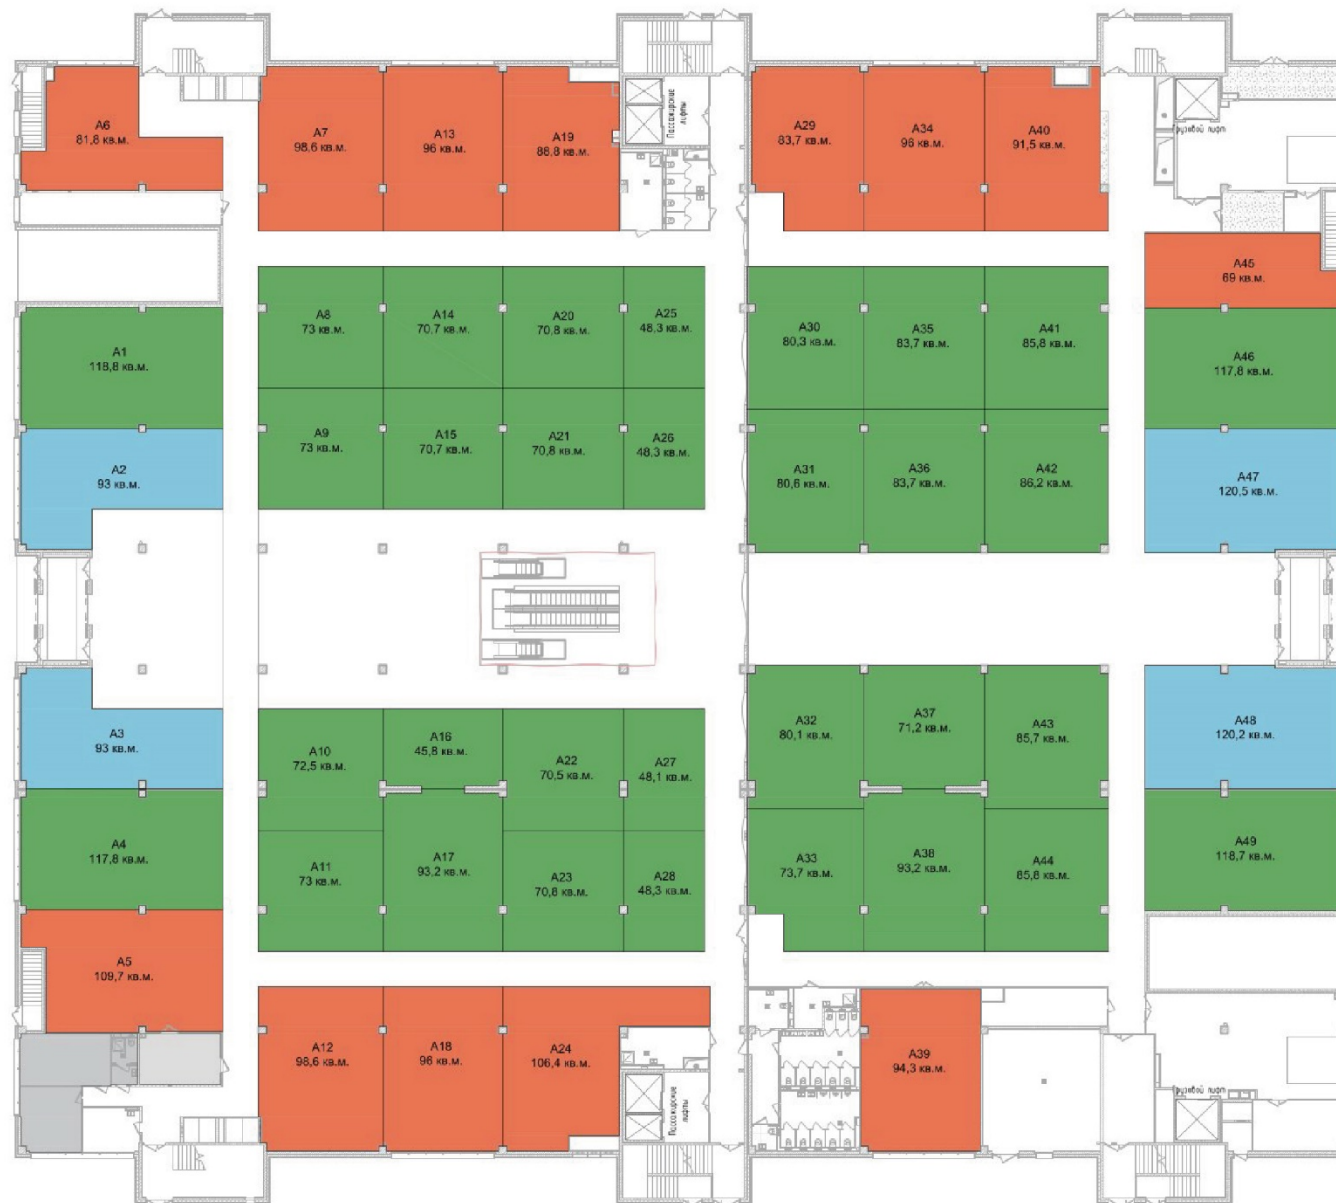 A6
81,8 кв.м.
A7
98,6 кв.м.
A13
96 кв.м.
A19
88,8 кв.м.
Пассажирские
лифты
A29
83,7 кв.м.
A34
96 кв.м.
A40
91,5 кв.м.
Грузовой лифт
A45
69 кв.м.
A1
118,8 кв.м.
A8
73 кв.м.
A14
70,7 кв.м.
A20
70,8 кв.м.
A25
48,3 кв.м.
A30
80,3 кв.м.
A35
83,7 кв.м.
A41
85,8 кв.м.
A46
117,8 кв.м.
A2
93 кв.м.
A9
73 кв.м.
A15
70,7 кв.м.
A21
70,8 кв.м.
A26
48,3 кв.м.
A31
80,6 кв.м.
A36
83,7 кв.м.
A42
86,2 кв.м.
A47
120,5 кв.м.
A3
93 кв.м.
A10
72,5 кв.м.
A16
45,8 кв.м.
A22
70,5 кв.м.
A27
48,1 кв.м.
A32
80,1 кв.м.
A37
71,2 кв.м.
A43
85,7 кв.м.
A48
120,2 кв.м.
A4
117,8 кв.м.
A11
73 кв.м.
A17
93,2 кв.м.
A23
70,8 кв.м.
A28
48,3 кв.м.
A33
73,7 кв.м.
A38
93,2 кв.м.
A44
85,8 кв.м.
A49
118,7 кв.м.
A5
109,7 кв.м.
A12
98,6 кв.м.
A18
96 кв.м.
A24
106,4 кв.м.
Пассажирские
лифты
A39
94,3 кв.м.
Грузовой лифт